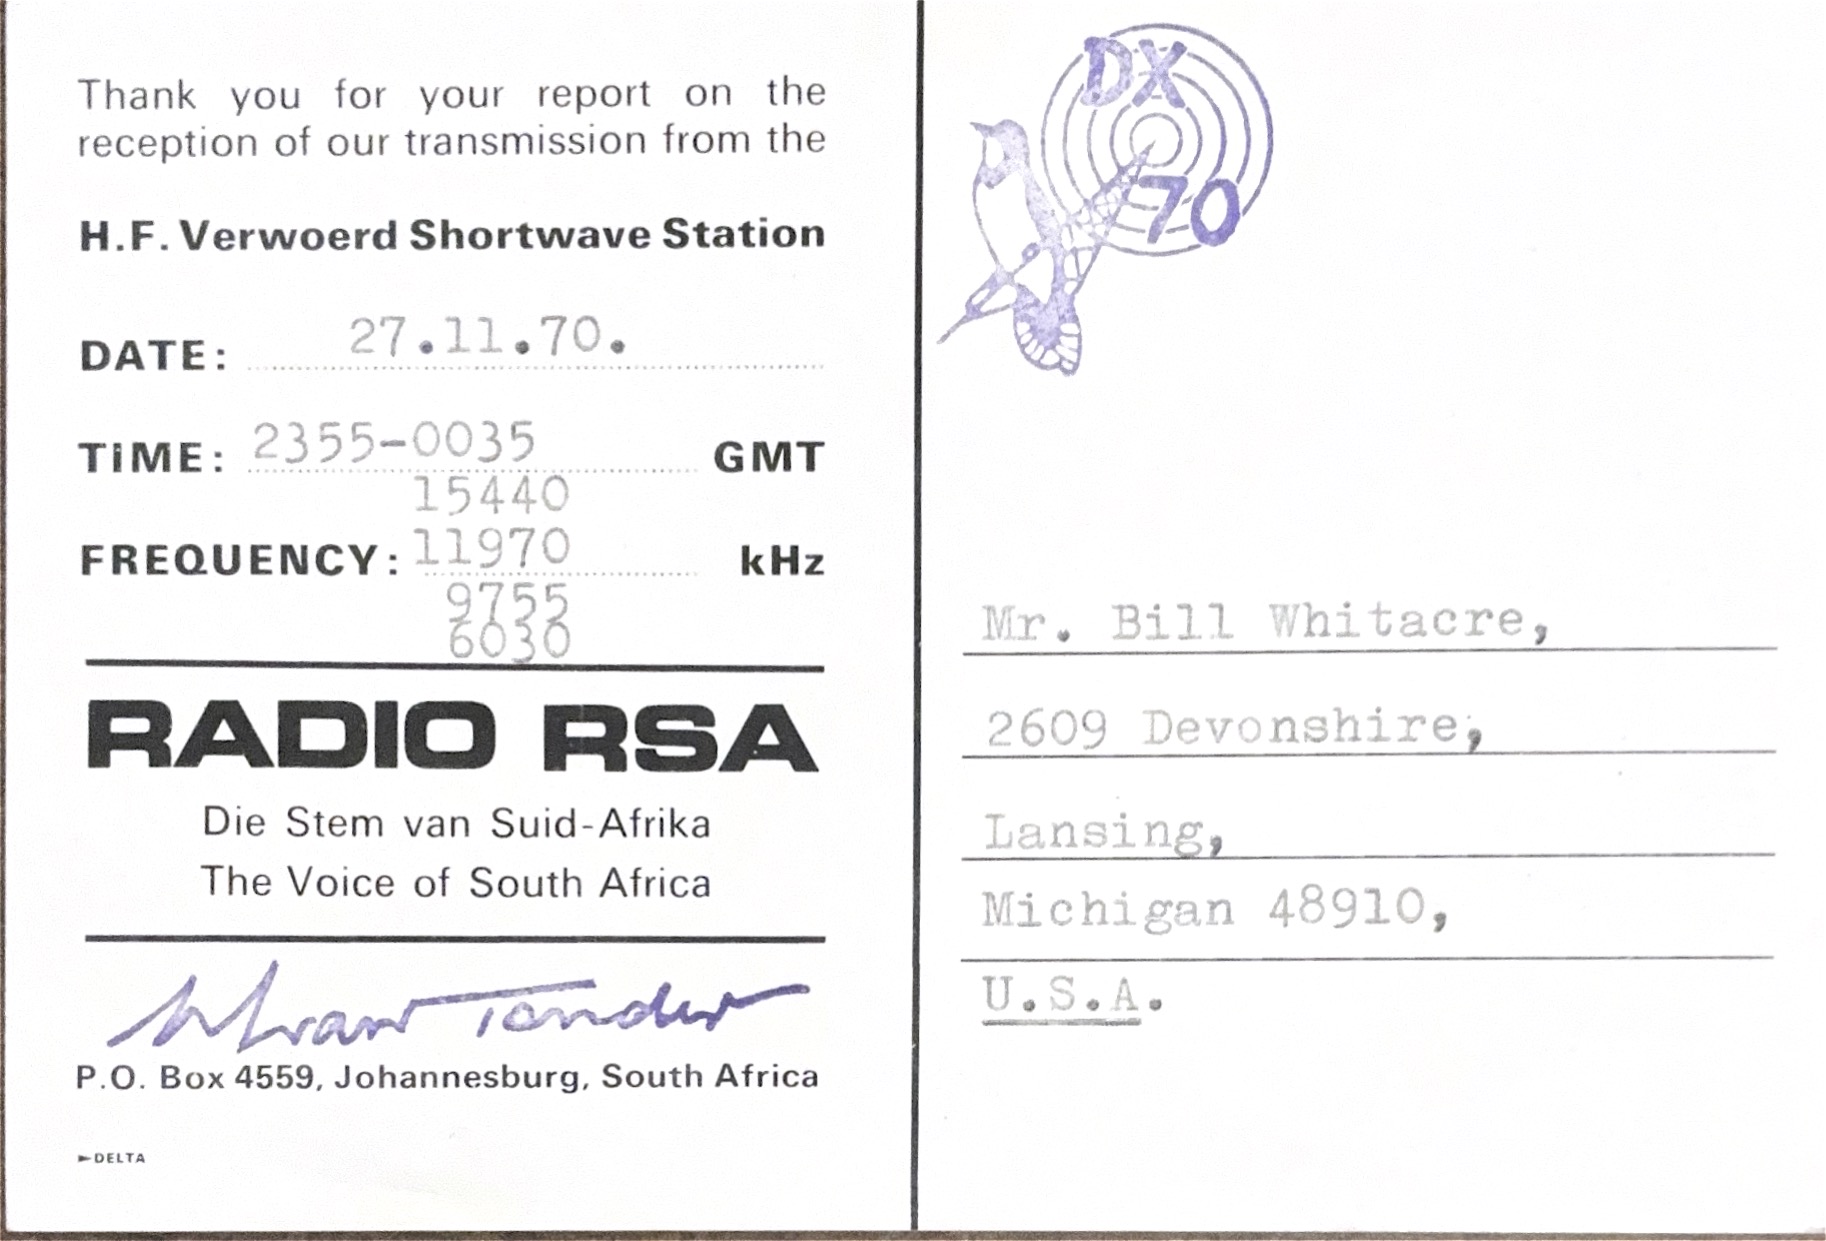 Thank you for your report on the
reception of our transmission from the
H.F. Verwoerd Shortwave Station
DATE: 27.11.70.
TIME: 2355-0035 GMT
15440
FREQUENCY: 11970 kHz
9755
6030
RADIO RSA
Die Stem van Suid-Afrika
The Voice of South Africa
P.O. Box 4559, Johannesburg, South Africa
DELTA
DX
70
Mr. Bill Whitacre,
2609 Devonshire,
Lansing,
Michigan 48910,
U.S.A.